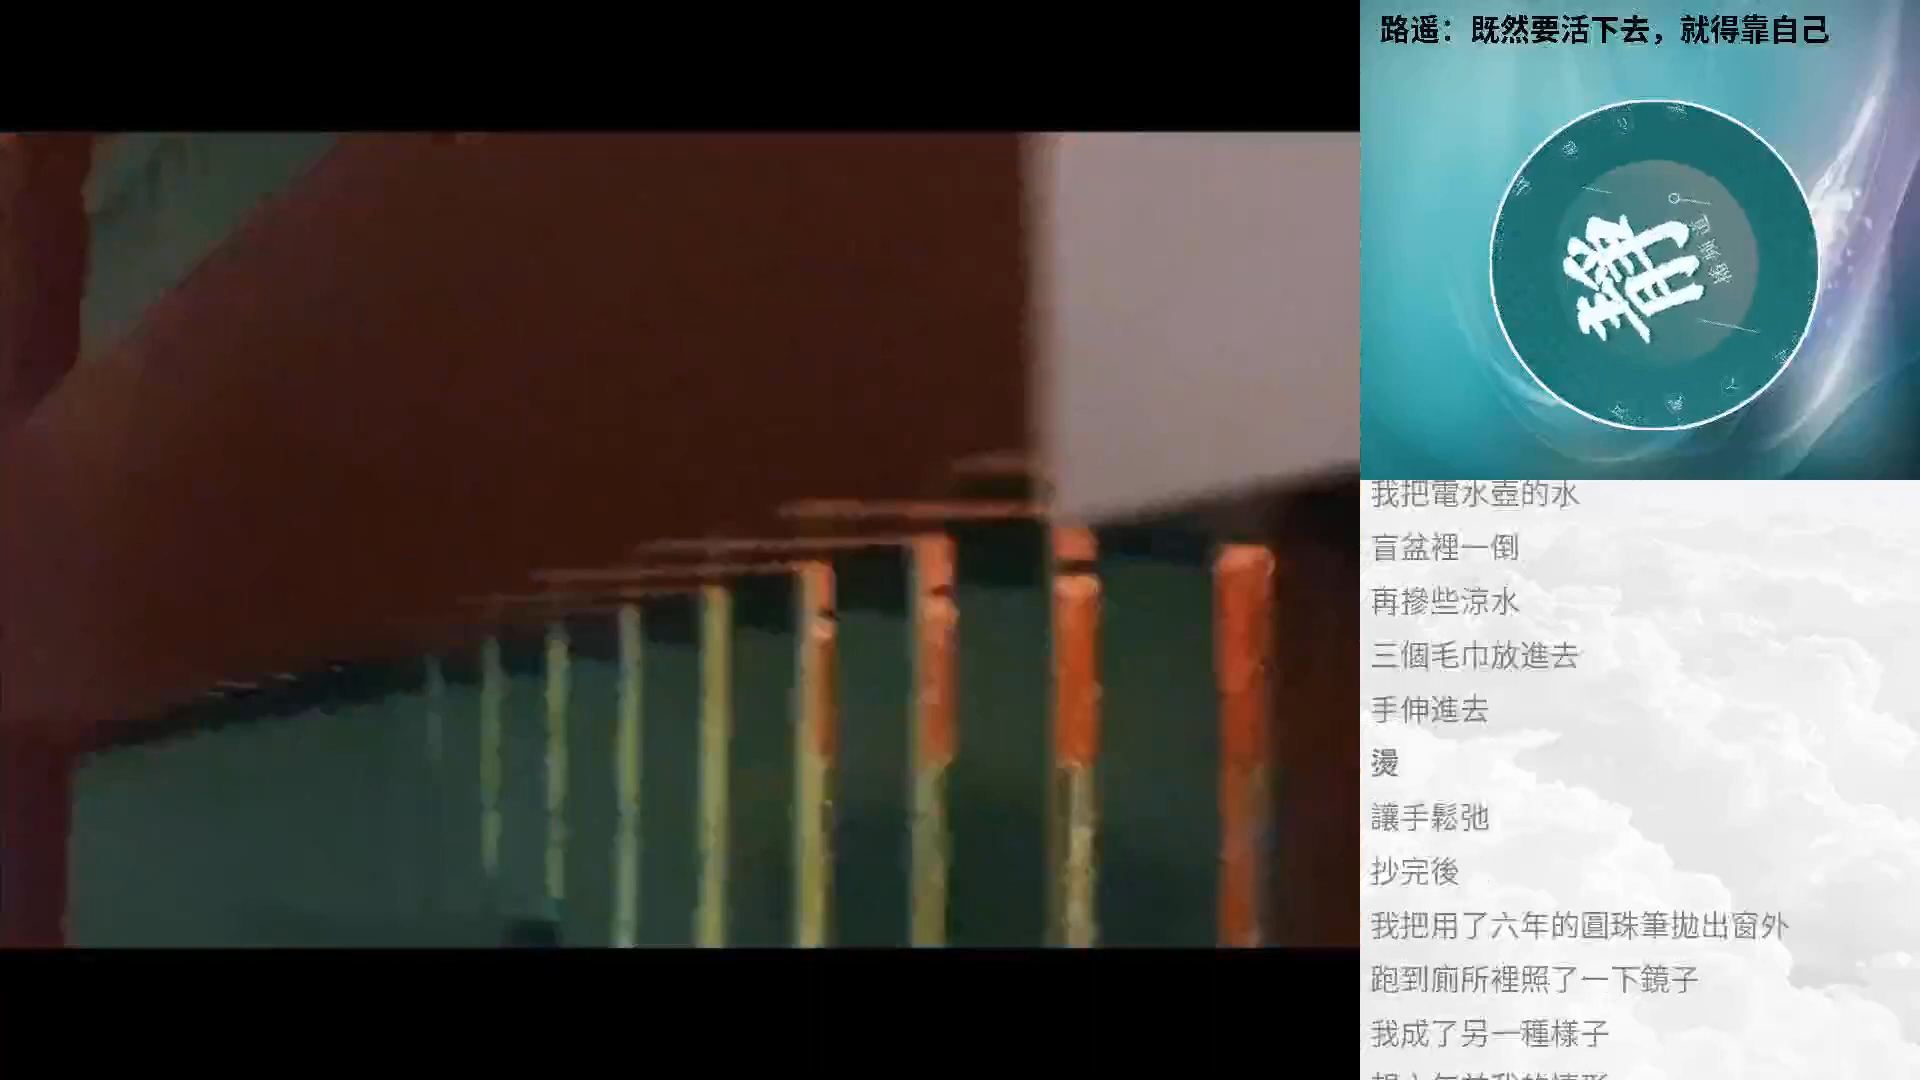 路遥：既然要活下去，就得靠自己
我把電水壺的水
盲盆裡一倒
再摻些涼水
三個毛巾放進去
手伸進去
燙
讓手鬆弛
抄完後
我把用了六年的圓珠筆拋出窗外
跑到廁所裡照了一下鏡子
我成了另一種樣子